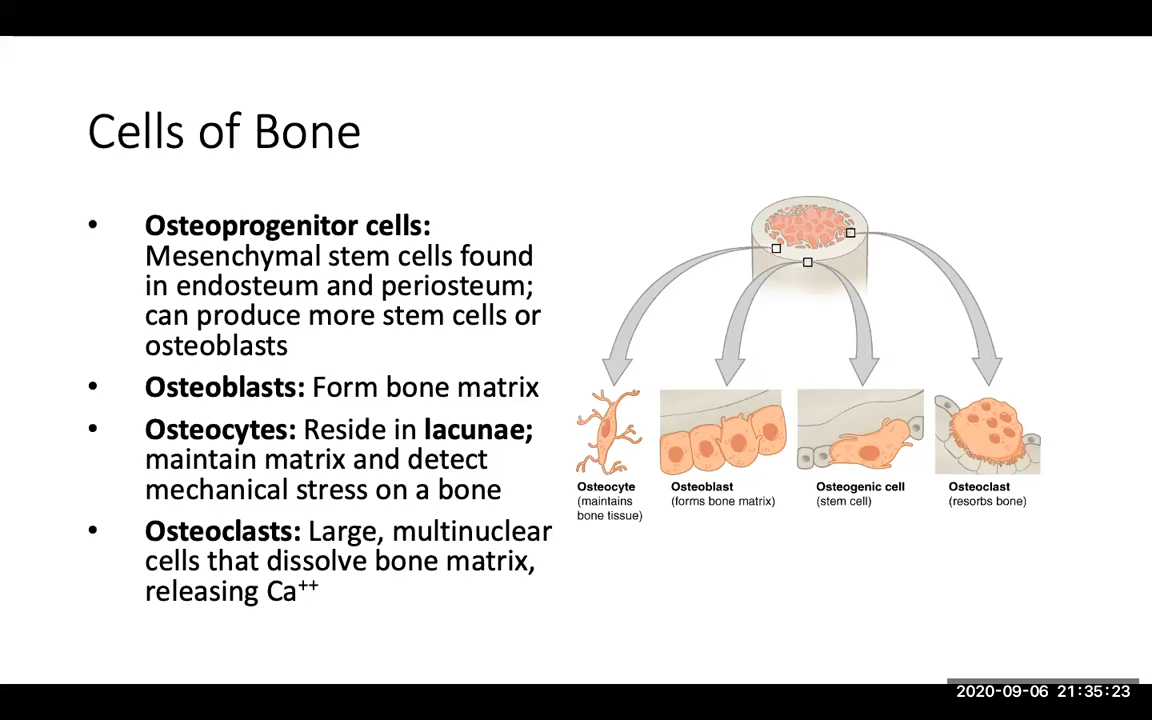 Cells of Bone
• Osteoprogenitor cells:
Mesenchymal stem cells found
in endosteum and periosteum;
can produce more stem cells or
osteoblasts
• Osteoblasts: Form bone matrix
• Osteocytes: Reside in lacunae;
maintain matrix and detect
mechanical stress on a bone
• Osteoclasts: Large, multinuclear
cells that dissolve bone matrix,
releasing Ca⁺⁺
Osteocyte
(maintains
bone tissue)
Osteoblast
(forms bone matrix)
Osteogenic cell
(stem cell)
Osteoclast
(resorbs bone)
2020-09-06 21:35:23